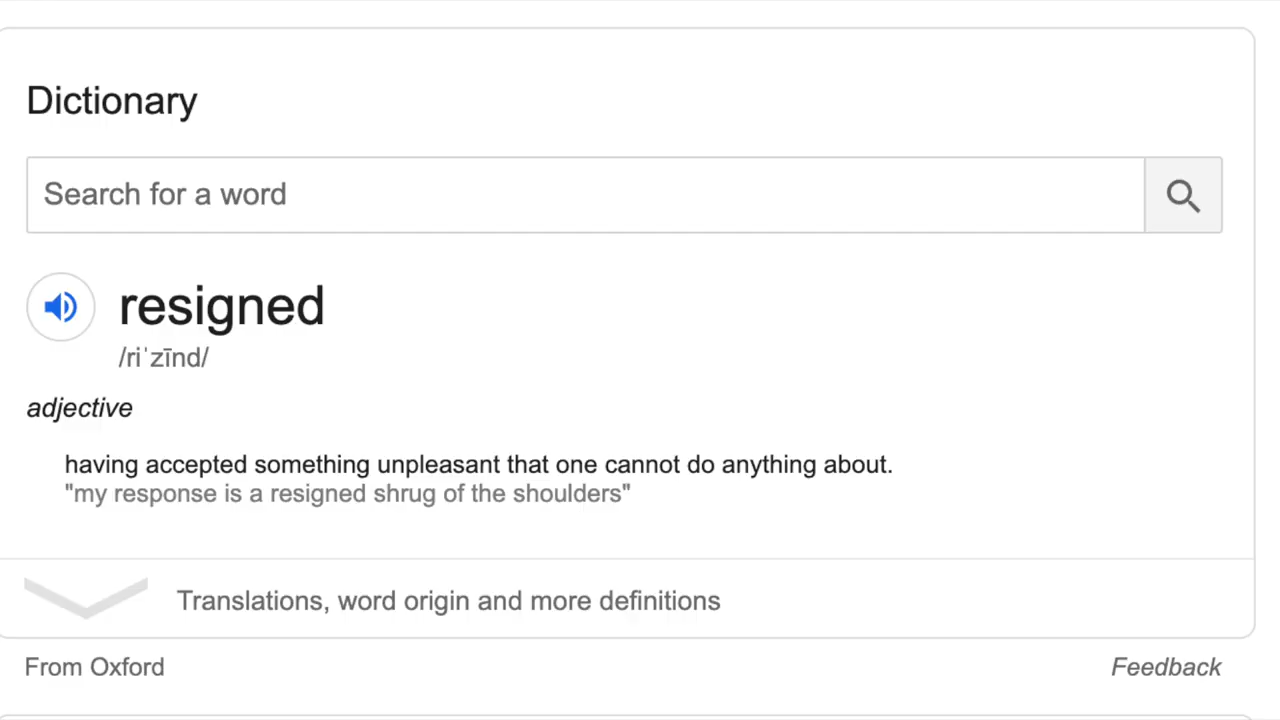 Dictionary
Search for a word
resigned
/riˈzīnd/
adjective
having accepted something unpleasant that one cannot do anything about.
"my response is a resigned shrug of the shoulders"
Translations, word origin and more definitions
From Oxford
Feedback